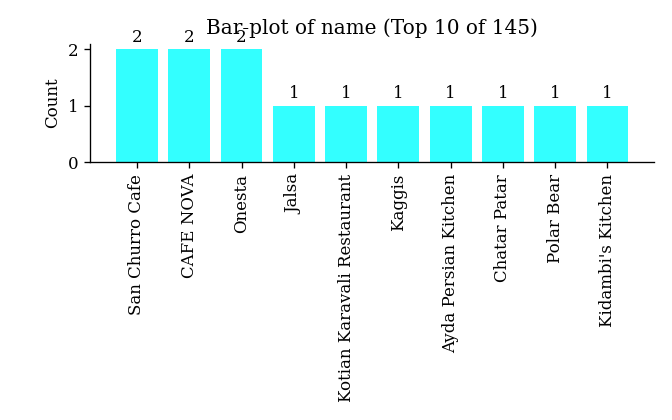 Bar-plot of name (Top 10 of 145)
2 2 2 1 1 1 1 1 1 1
Count
2
1
0
San Churro Cafe
CAFE NOVA
Onesta
Jalsa
Kotian Karavali Restaurant
Kaggis
Ayda Persian Kitchen
Chatar Patar
Polar Bear
Kidambi's Kitchen